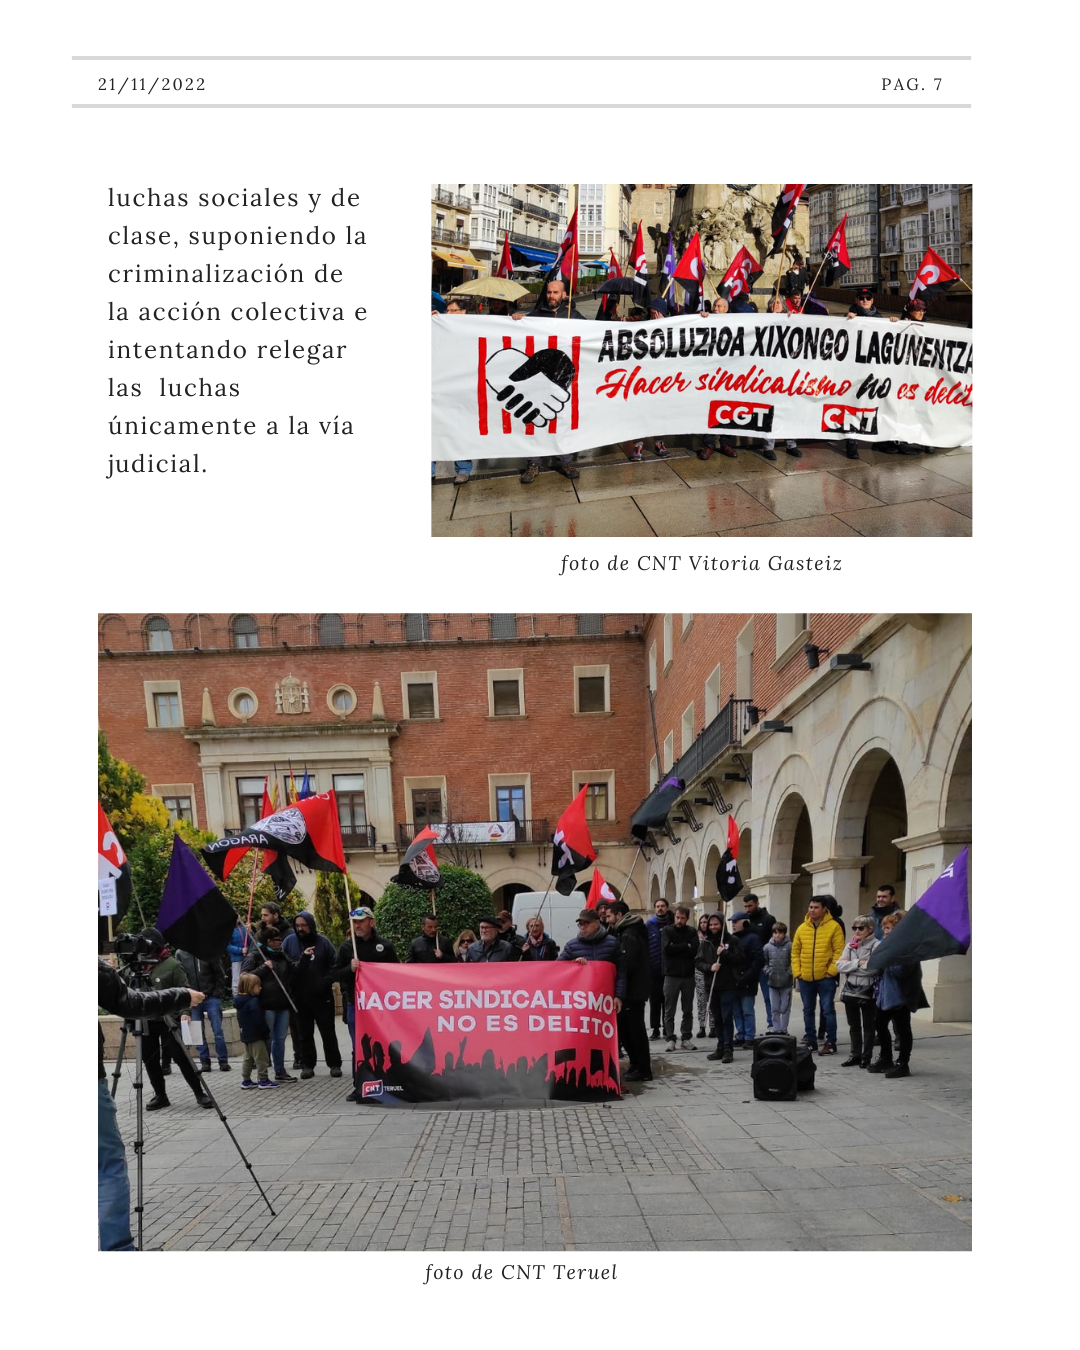 21/11/2022
PAG. 7
luchas sociales y de
clase, suponiendo la
criminalización de
la acción colectiva e
intentando relegar
las luchas
únicamente a la vía
judicial.
ABSOLUZIOA XIXONGO LAGUNENTZA
Hacer sindicalismo no es delit
CGT
CNT
foto de CNT Vitoria Gasteiz
ARAGON
HACER SINDICALISMO
NO ES DELITO
CNT TERUEL
foto de CNT Teruel